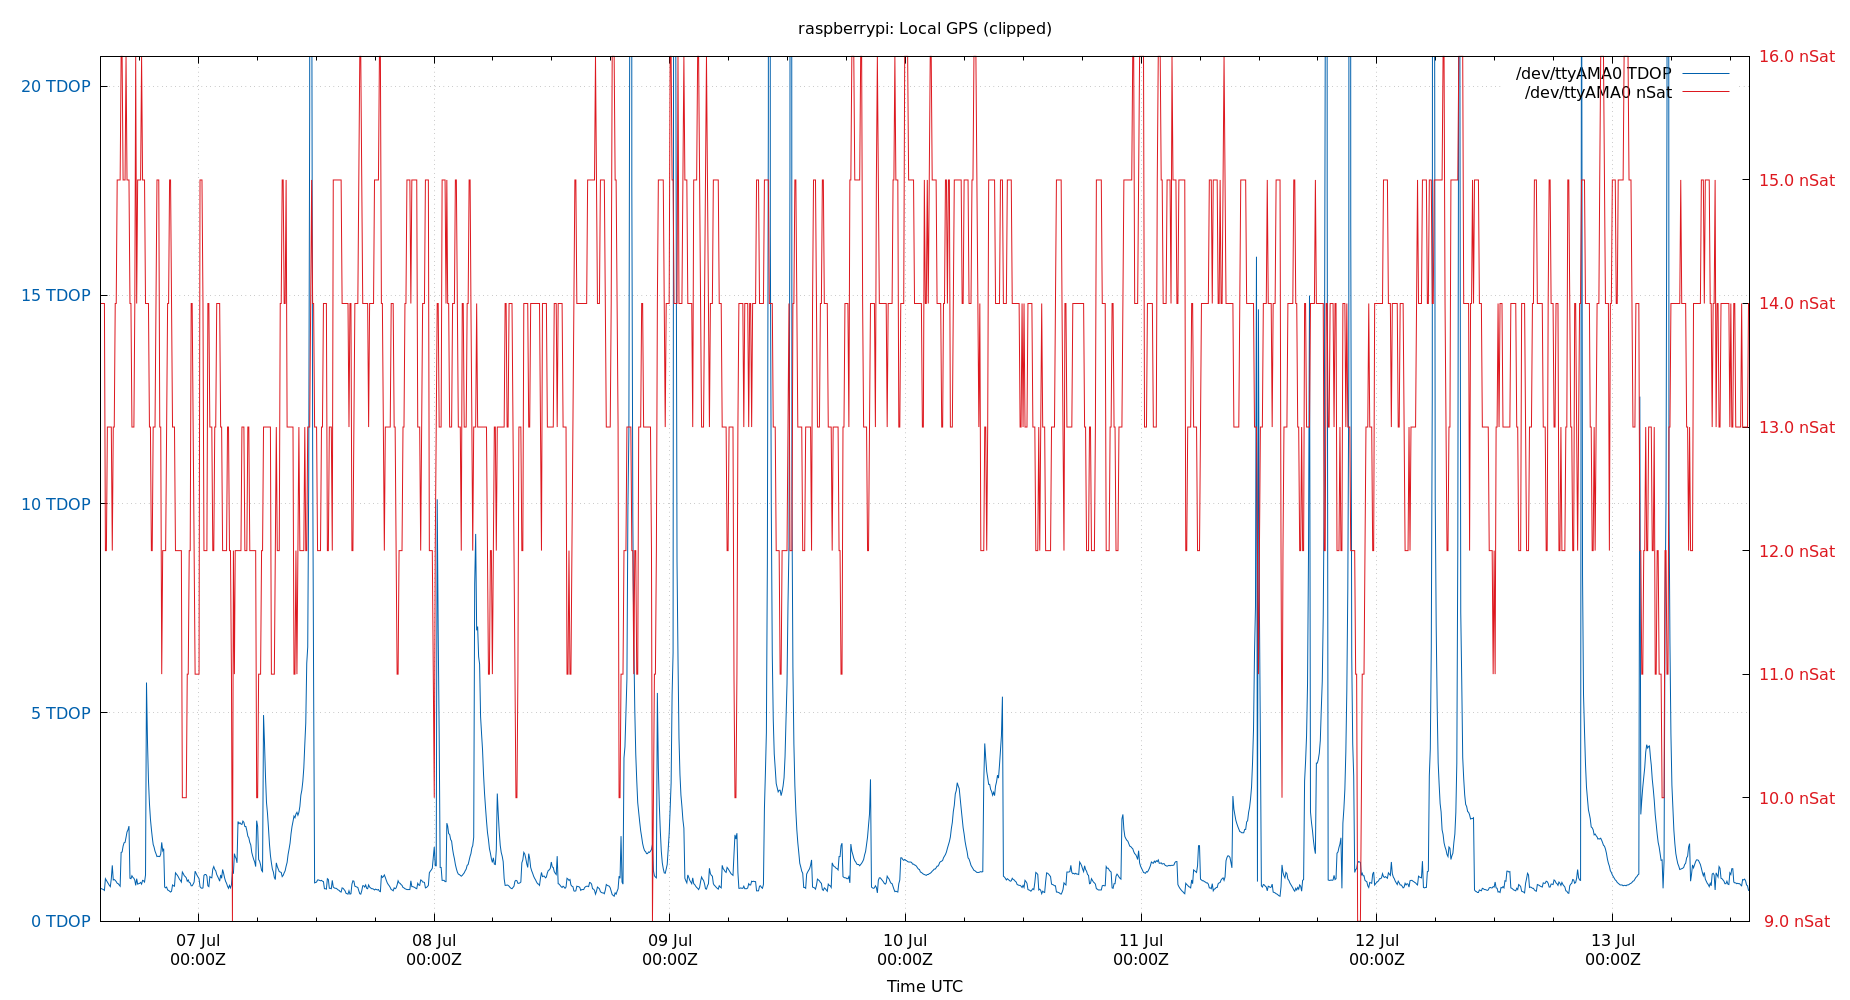 raspberrypi: Local GPS (clipped)
20 TDOP
15 TDOP
10 TDOP
5 TDOP
0 TDOP
16.0 nSat
15.0 nSat
14.0 nSat
13.0 nSat
12.0 nSat
11.0 nSat
10.0 nSat
9.0 nSat
/dev/ttyAMA0 TDOP
/dev/ttyAMA0 nSat
07 Jul
00:00Z
08 Jul
00:00Z
09 Jul
00:00Z
10 Jul
00:00Z
11 Jul
00:00Z
12 Jul
00:00Z
13 Jul
00:00Z
Time UTC